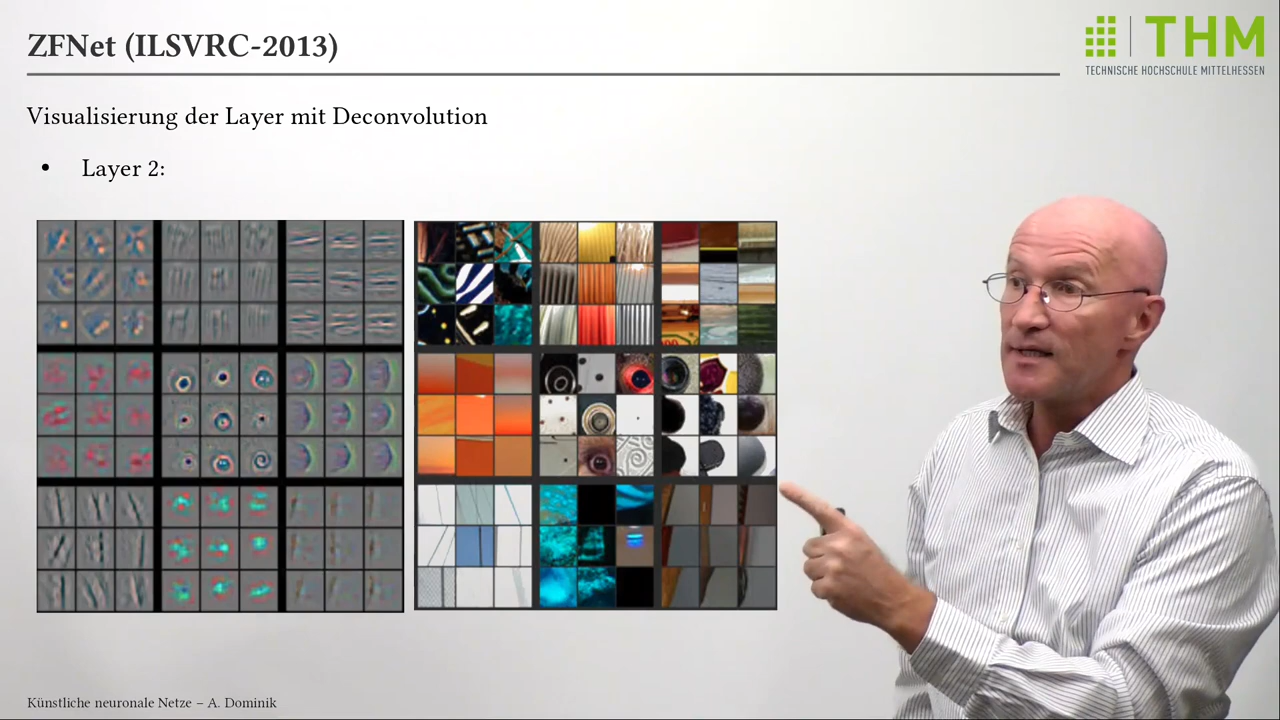 ZFNet (ILSVRC-2013)
THM
TECHNISCHE HOCHSCHULE MITTELHESSEN
Visualisierung der Layer mit Deconvolution
• Layer 2:
Künstliche neuronale Netze – A. Dominik